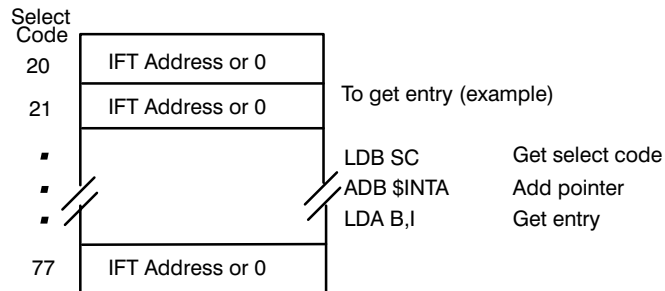 Select
Code
20 IFT Address or 0
21 IFT Address or 0
To get entry (example)
LDB SC Get select code
ADB $INTA Add pointer
LDA B,I Get entry
77 IFT Address or 0